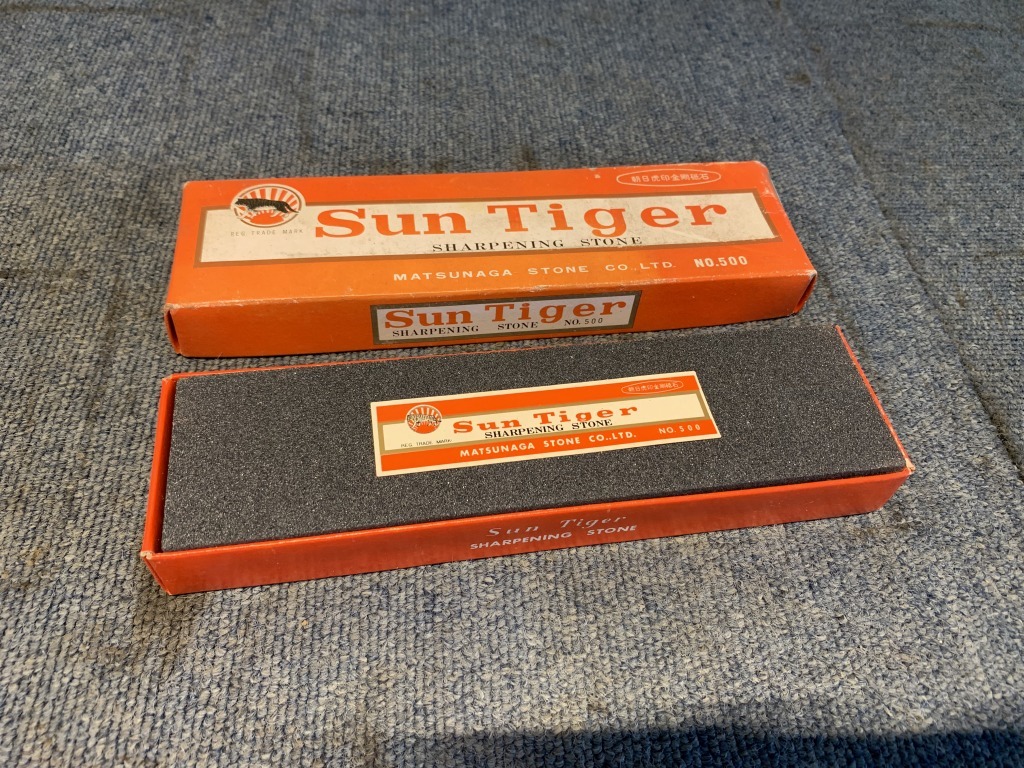 朝日虎印金剛砥石
Sun Tiger
REG. TRADE MARK
SHARPENING STONE
MATSUNAGA STONE CO., LTD. NO.500
Sun Tiger
SHARPENING STONE NO. 500
朝日虎印金剛砥石
Sun Tiger
REG. TRADE MARK
SHARPENING STONE
MATSUNAGA STONE CO.,LTD. NO. 500
Sun Tiger
SHARPENING STONE